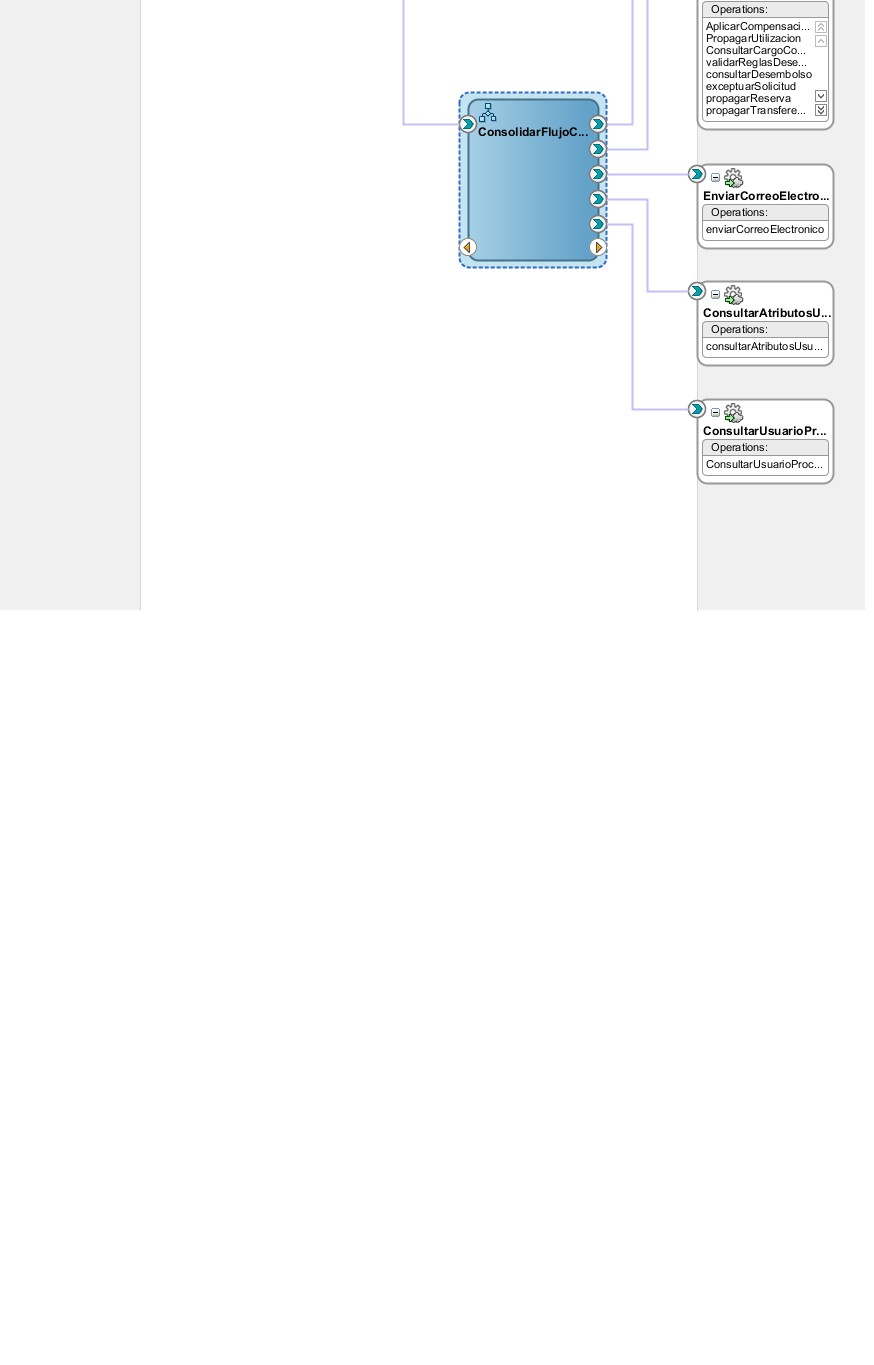 Operations:
AplicarCompensaci...
PropagarUtilizacion
ConsultarCargoCo...
validarReglasDese...
consultarDesembolso
exceptuarSolicitud
propagarReserva
propagarTransfere...
ConsolidarFlujoC...
EnviarCorreoElectro...
Operations:
enviarCorreoElectronico
ConsultarAtributosU...
Operations:
consultarAtributosUsu...
ConsultarUsuarioPr...
Operations:
ConsultarUsuarioProc...